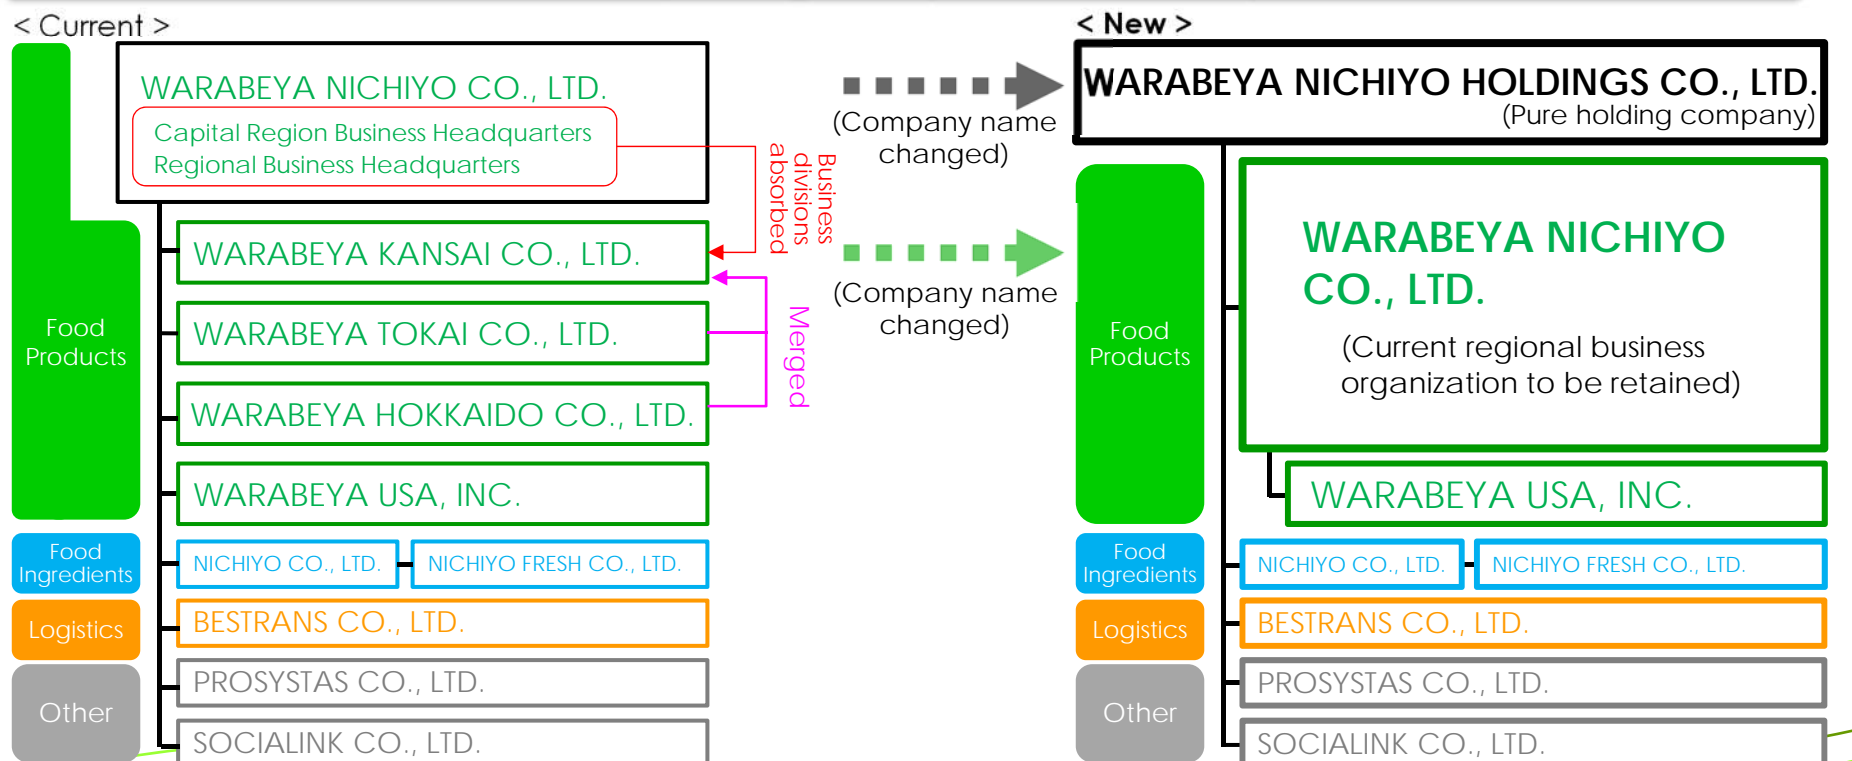 < Current >
WARABEYA NICHIYO CO., LTD.
Capital Region Business Headquarters
Regional Business Headquarters
Business
divisions
absorbed
WARABEYA KANSAI CO., LTD.
WARABEYA TOKAI CO., LTD.
WARABEYA HOKKAIDO CO., LTD.
Merged
WARABEYA USA, INC.
Food
Products
Food
Ingredients
NICHIYO CO., LTD.
NICHIYO FRESH CO., LTD.
Logistics
BESTRANS CO., LTD.
Other
PROSYSTAS CO., LTD.
SOCIALINK CO., LTD.
(Company name
changed)
(Company name
changed)
< New >
WARABEYA NICHIYO HOLDINGS CO., LTD.
(Pure holding company)
Food
Products
WARABEYA NICHIYO
CO., LTD.
(Current regional business
organization to be retained)
WARABEYA USA, INC.
Food
Ingredients
NICHIYO CO., LTD.
NICHIYO FRESH CO., LTD.
Logistics
BESTRANS CO., LTD.
Other
PROSYSTAS CO., LTD.
SOCIALINK CO., LTD.